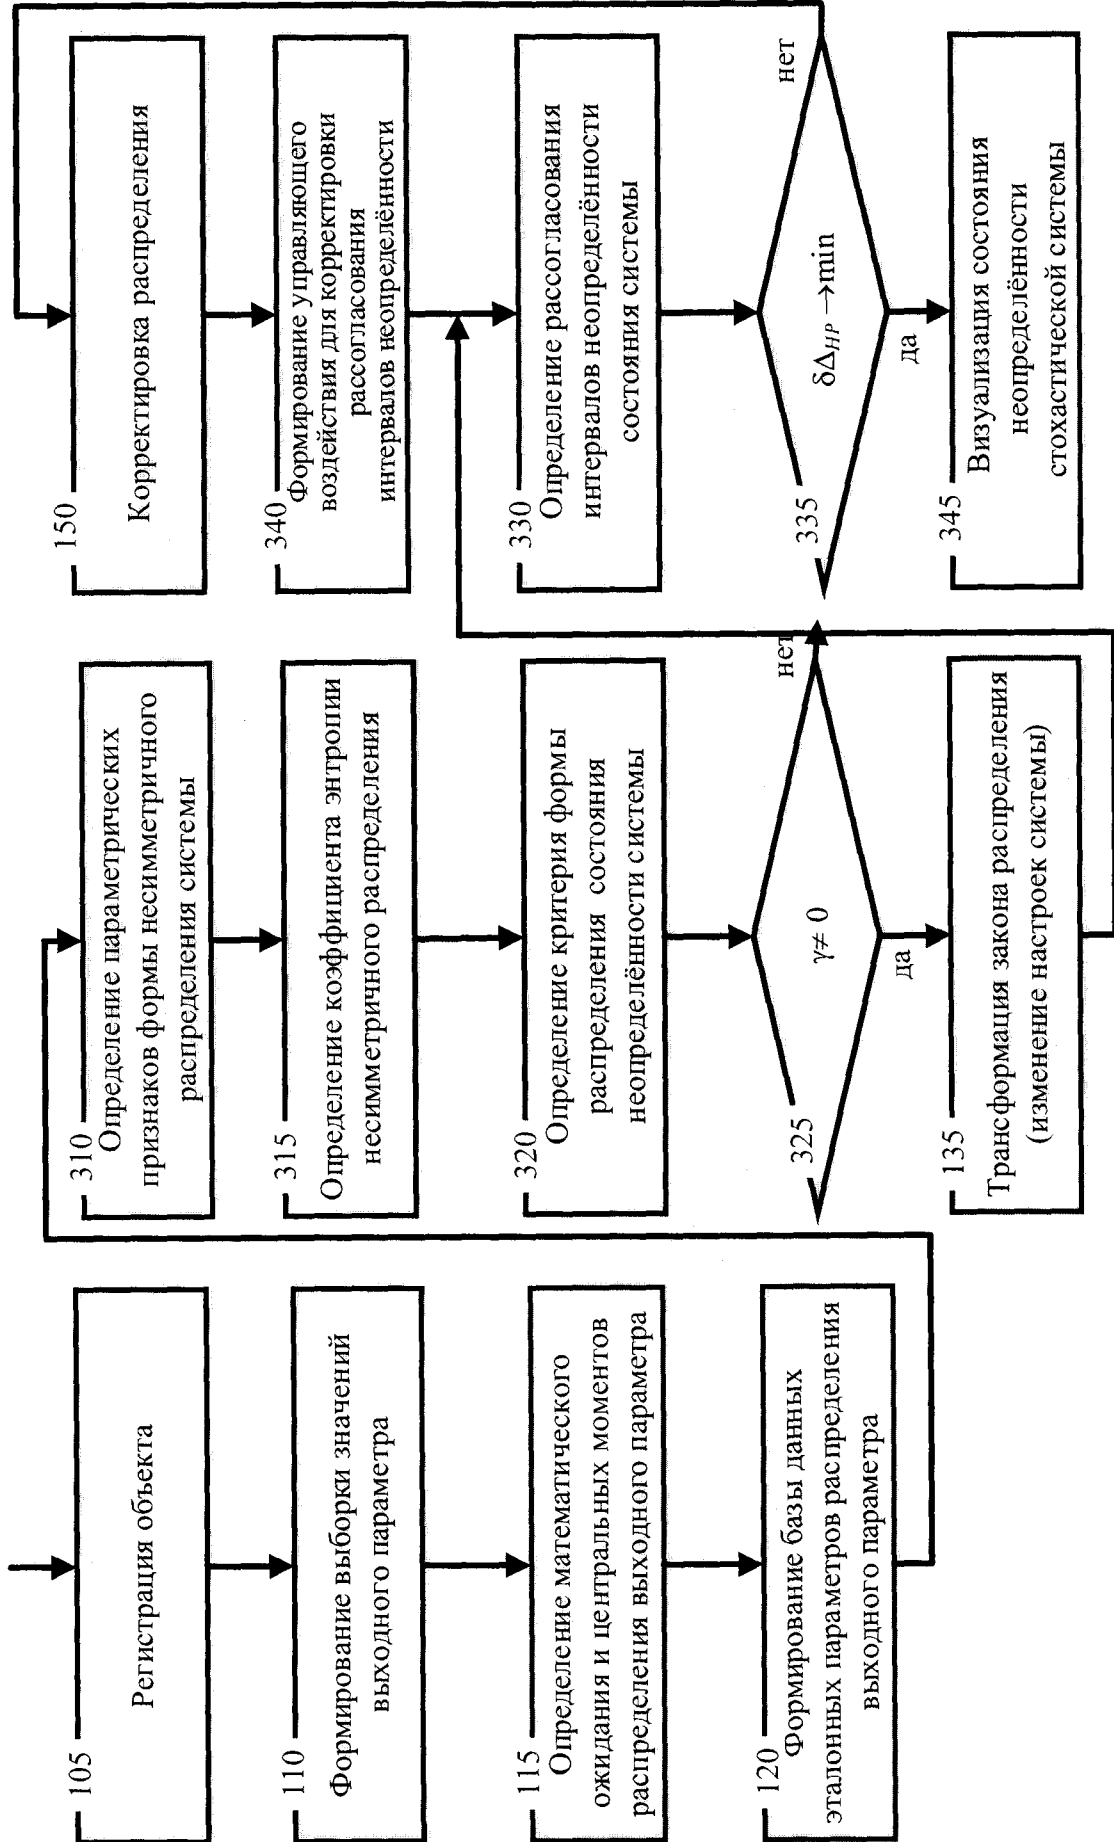 105
Регистрация объекта
110
Формирование выборки значений
выходного параметра
115
Определение математического
ожидания и центральных моментов
распределения выходного параметра
120
Формирование базы данных
эталонных параметров распределения
выходного параметра
310
Определение параметрических
признаков формы несимметричного
распределения системы
315
Определение коэффициента энтропии
несимметричного распределения
320
Определение критерия формы
распределения состояния
неопределённости системы
325
γ≠ 0
нет
да
135
Трансформация закона распределения
(изменение настроек системы)
150
Корректировка распределения
340
Формирование управляющего
воздействия для корректировки
рассогласования
интервалов неопределённости
330
Определение рассогласования
интервалов неопределённости
состояния системы
335
δΔHP →min
нет
да
345
Визуализация состояния
неопределённости
стохастической системы